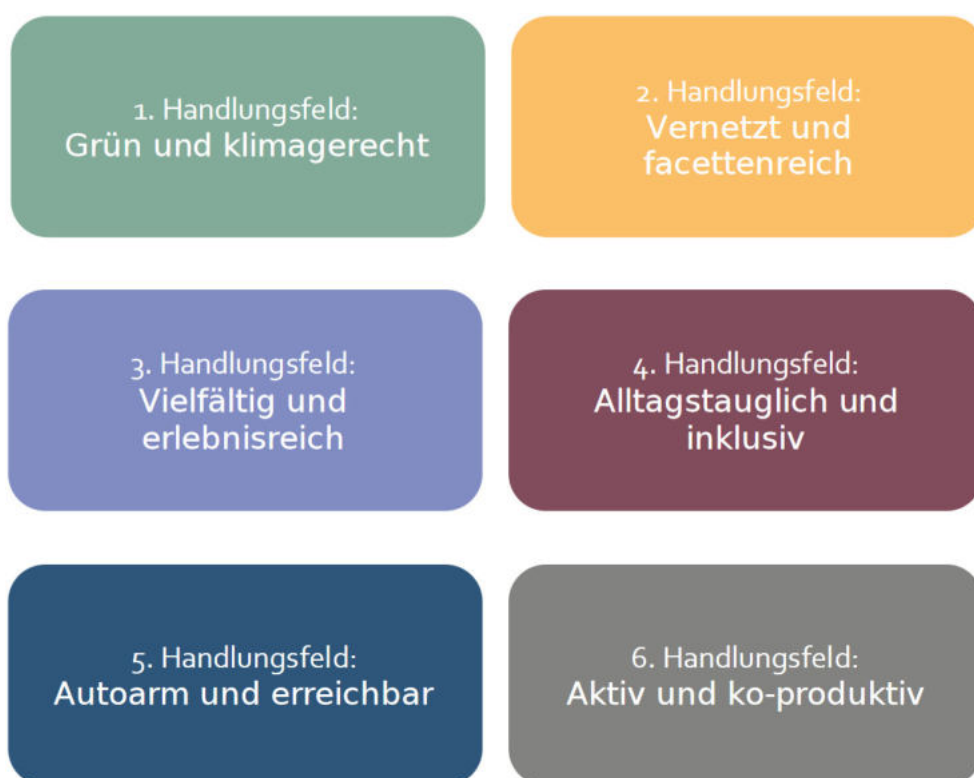 1. Handlungsfeld:
Grün und klimagerecht
2. Handlungsfeld:
Vernetzt und
facettenreich
3. Handlungsfeld:
Vielfältig und
erlebnisreich
4. Handlungsfeld:
Alltagstauglich und
inklusiv
5. Handlungsfeld:
Autoarm und erreichbar
6. Handlungsfeld:
Aktiv und ko-produktiv